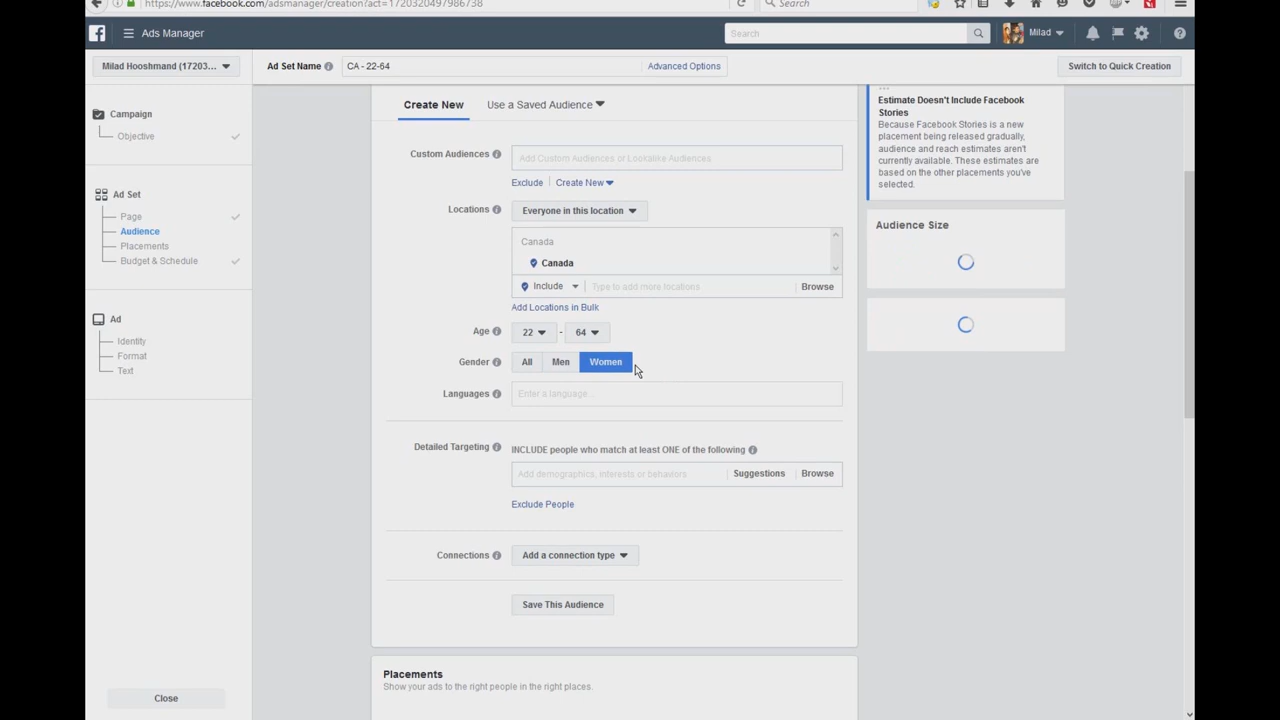 https://www.facebook.com/adsmanager/creation?act=1720320497986738
Search
Ads Manager
Search
Milad
Milad Hooshmand (17203...
Ad Set Name
CA - 22-64
Advanced Options
Switch to Quick Creation
Campaign
Objective
Ad Set
Page
Audience
Placements
Budget & Schedule
Ad
Identity
Format
Text
Close
Create New
Use a Saved Audience
Custom Audiences
Add Custom Audiences or Lookalike Audiences
Exclude
Create New
Locations
Everyone in this location
Canada
Canada
Include
Type to add more locations
Browse
Add Locations in Bulk
Age
22 - 64
Gender
All
Men
Women
Languages
Enter a language...
Detailed Targeting
INCLUDE people who match at least ONE of the following
Add demographics, interests or behaviors
Suggestions
Browse
Exclude People
Connections
Add a connection type
Save This Audience
Placements
Show your ads to the right people in the right places.
Estimate Doesn't Include Facebook
Stories
Because Facebook Stories is a new
placement being released gradually,
audience and reach estimates aren't
currently available. These estimates are
based on the other placements you've
selected.
Audience Size